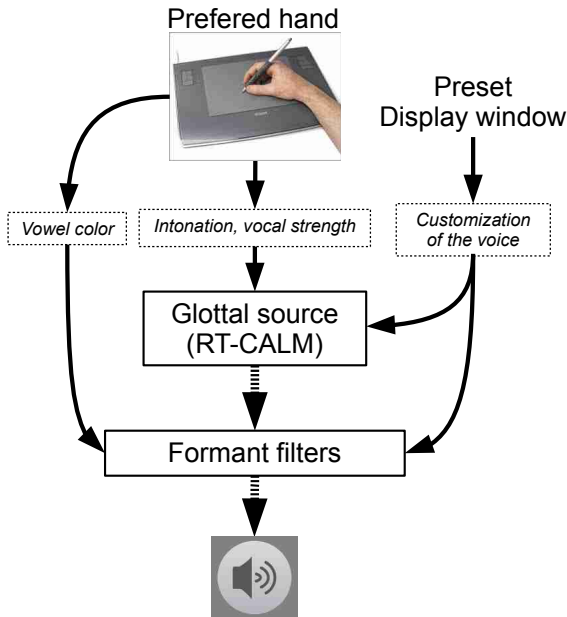 Prefered hand
Preset
Display window
Vowel color
Intonation, vocal strength
Customization
of the voice
Glottal source
(RT-CALM)
Formant filters